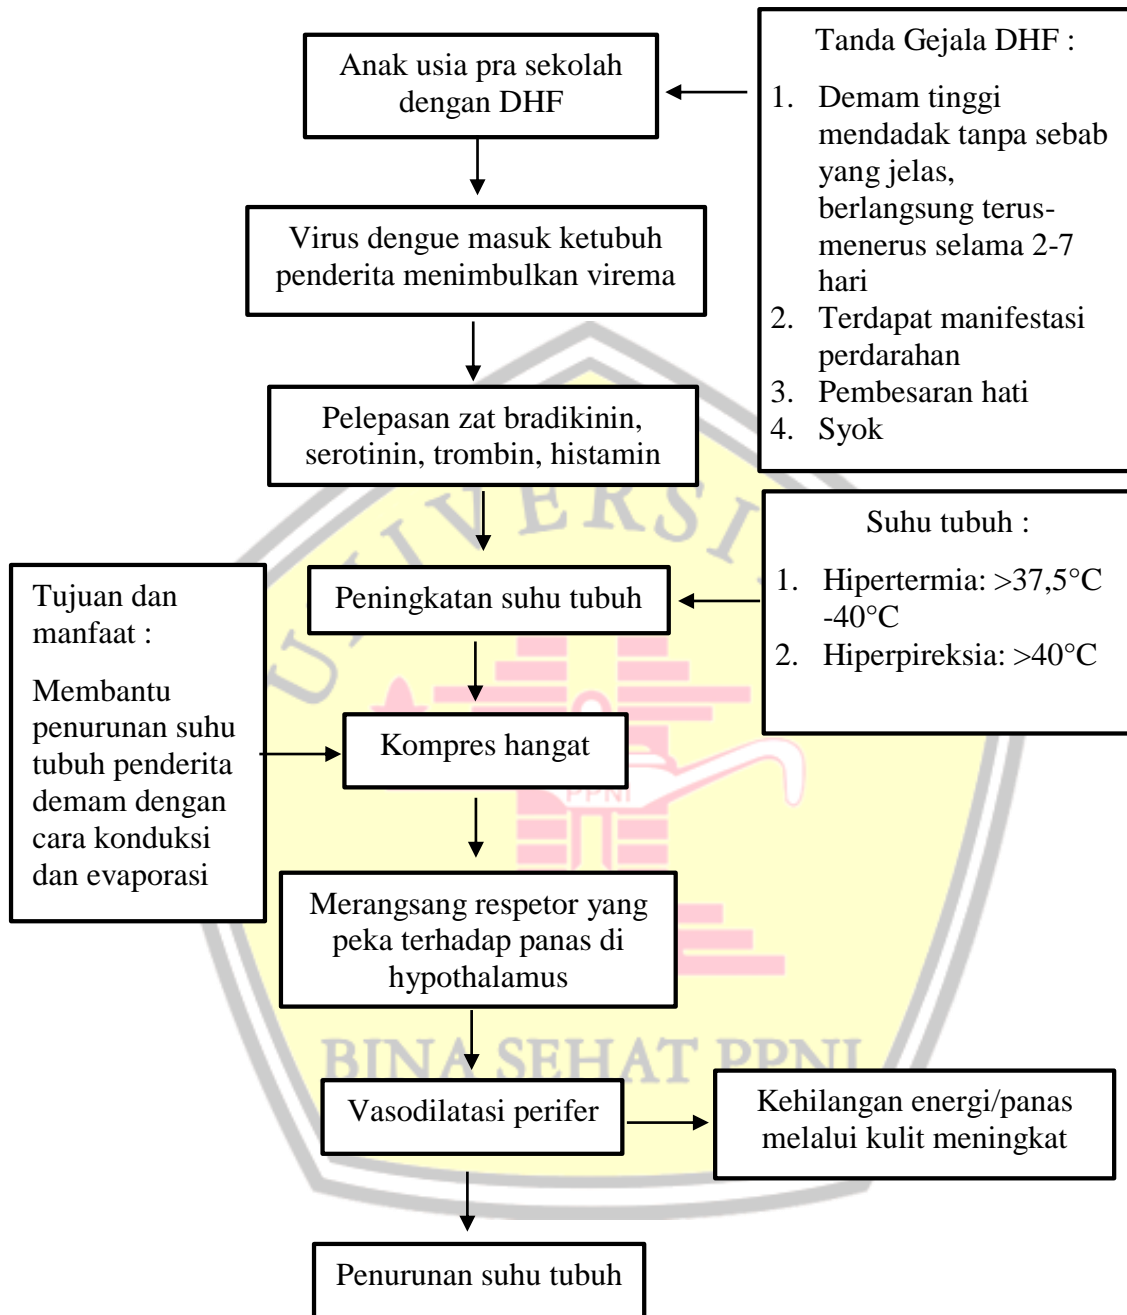 Anak usia pra sekolah
dengan DHF
Tanda Gejala DHF :
1. Demam tinggi
mendadak tanpa sebab
yang jelas,
berlangsung terus-
menerus selama 2-7
hari
2. Terdapat manifestasi
perdarahan
3. Pembesaran hati
4. Syok
Virus dengue masuk ketubuh
penderita menimbulkan virema
Pelepasan zat bradikinin,
serotinin, trombin, histamin
UNIVERSI
Suhu tubuh :
1. Hipertermia: >37,5°C
-40°C
2. Hiperpireksia: >40°C
Peningkatan suhu tubuh
Tujuan dan
manfaat :
Membantu
penurunan suhu
tubuh penderita
demam dengan
cara konduksi
dan evaporasi
Kompres hangat
PPNI
Merangsang respetor yang
peka terhadap panas di
hypothalamus
BINA SEHAT PPNI
Vasodilatasi perifer
Kehilangan energi/panas
melalui kulit meningkat
Penurunan suhu tubuh